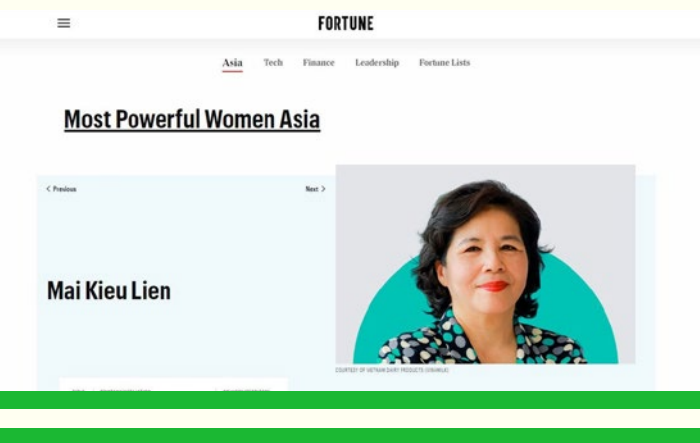 FORTUNE
Asia Tech Finance Leadership Fortune Lists
Most Powerful Women Asia
< Previous Next >
Mai Kieu Lien
COURTESY OF VIETNAM DAIRY PRODUCTS (VINAMILK)